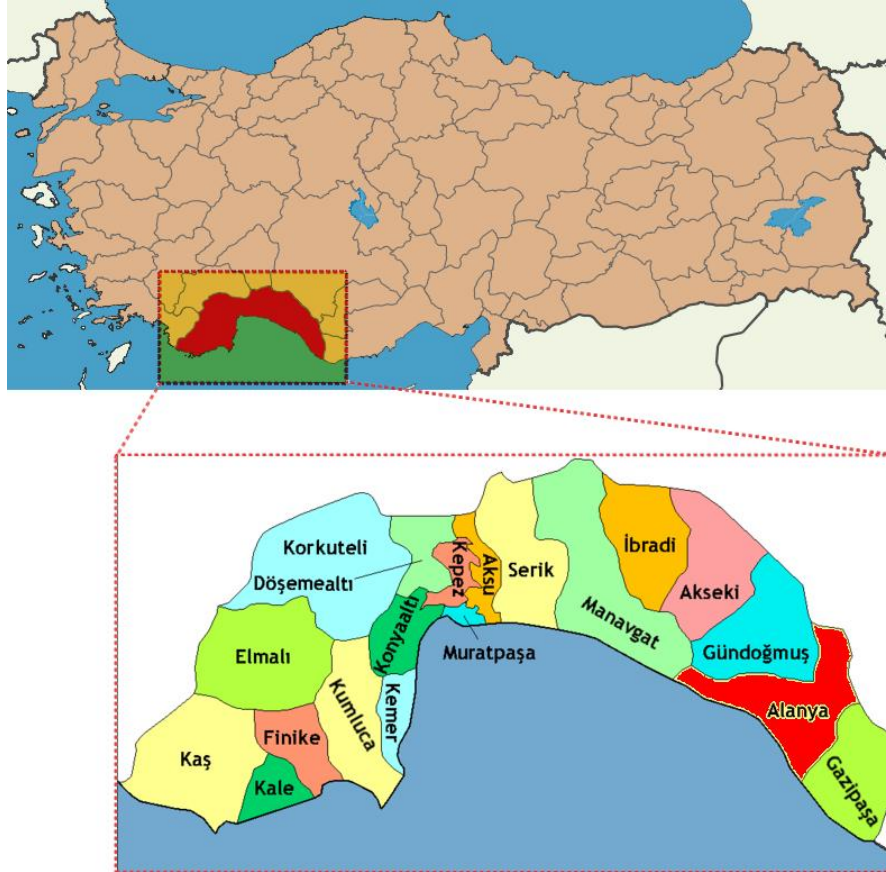 Korkuteli
Döşemealtı
Kepez
Aksu
Serik
İbradi
Akseki
Manavgat
Gündoğmuş
Konyaaltı
Muratpaşa
Elmalı
Kumluca
Kemer
Alanya
Kaş
Finike
Kale
Gazipaşa